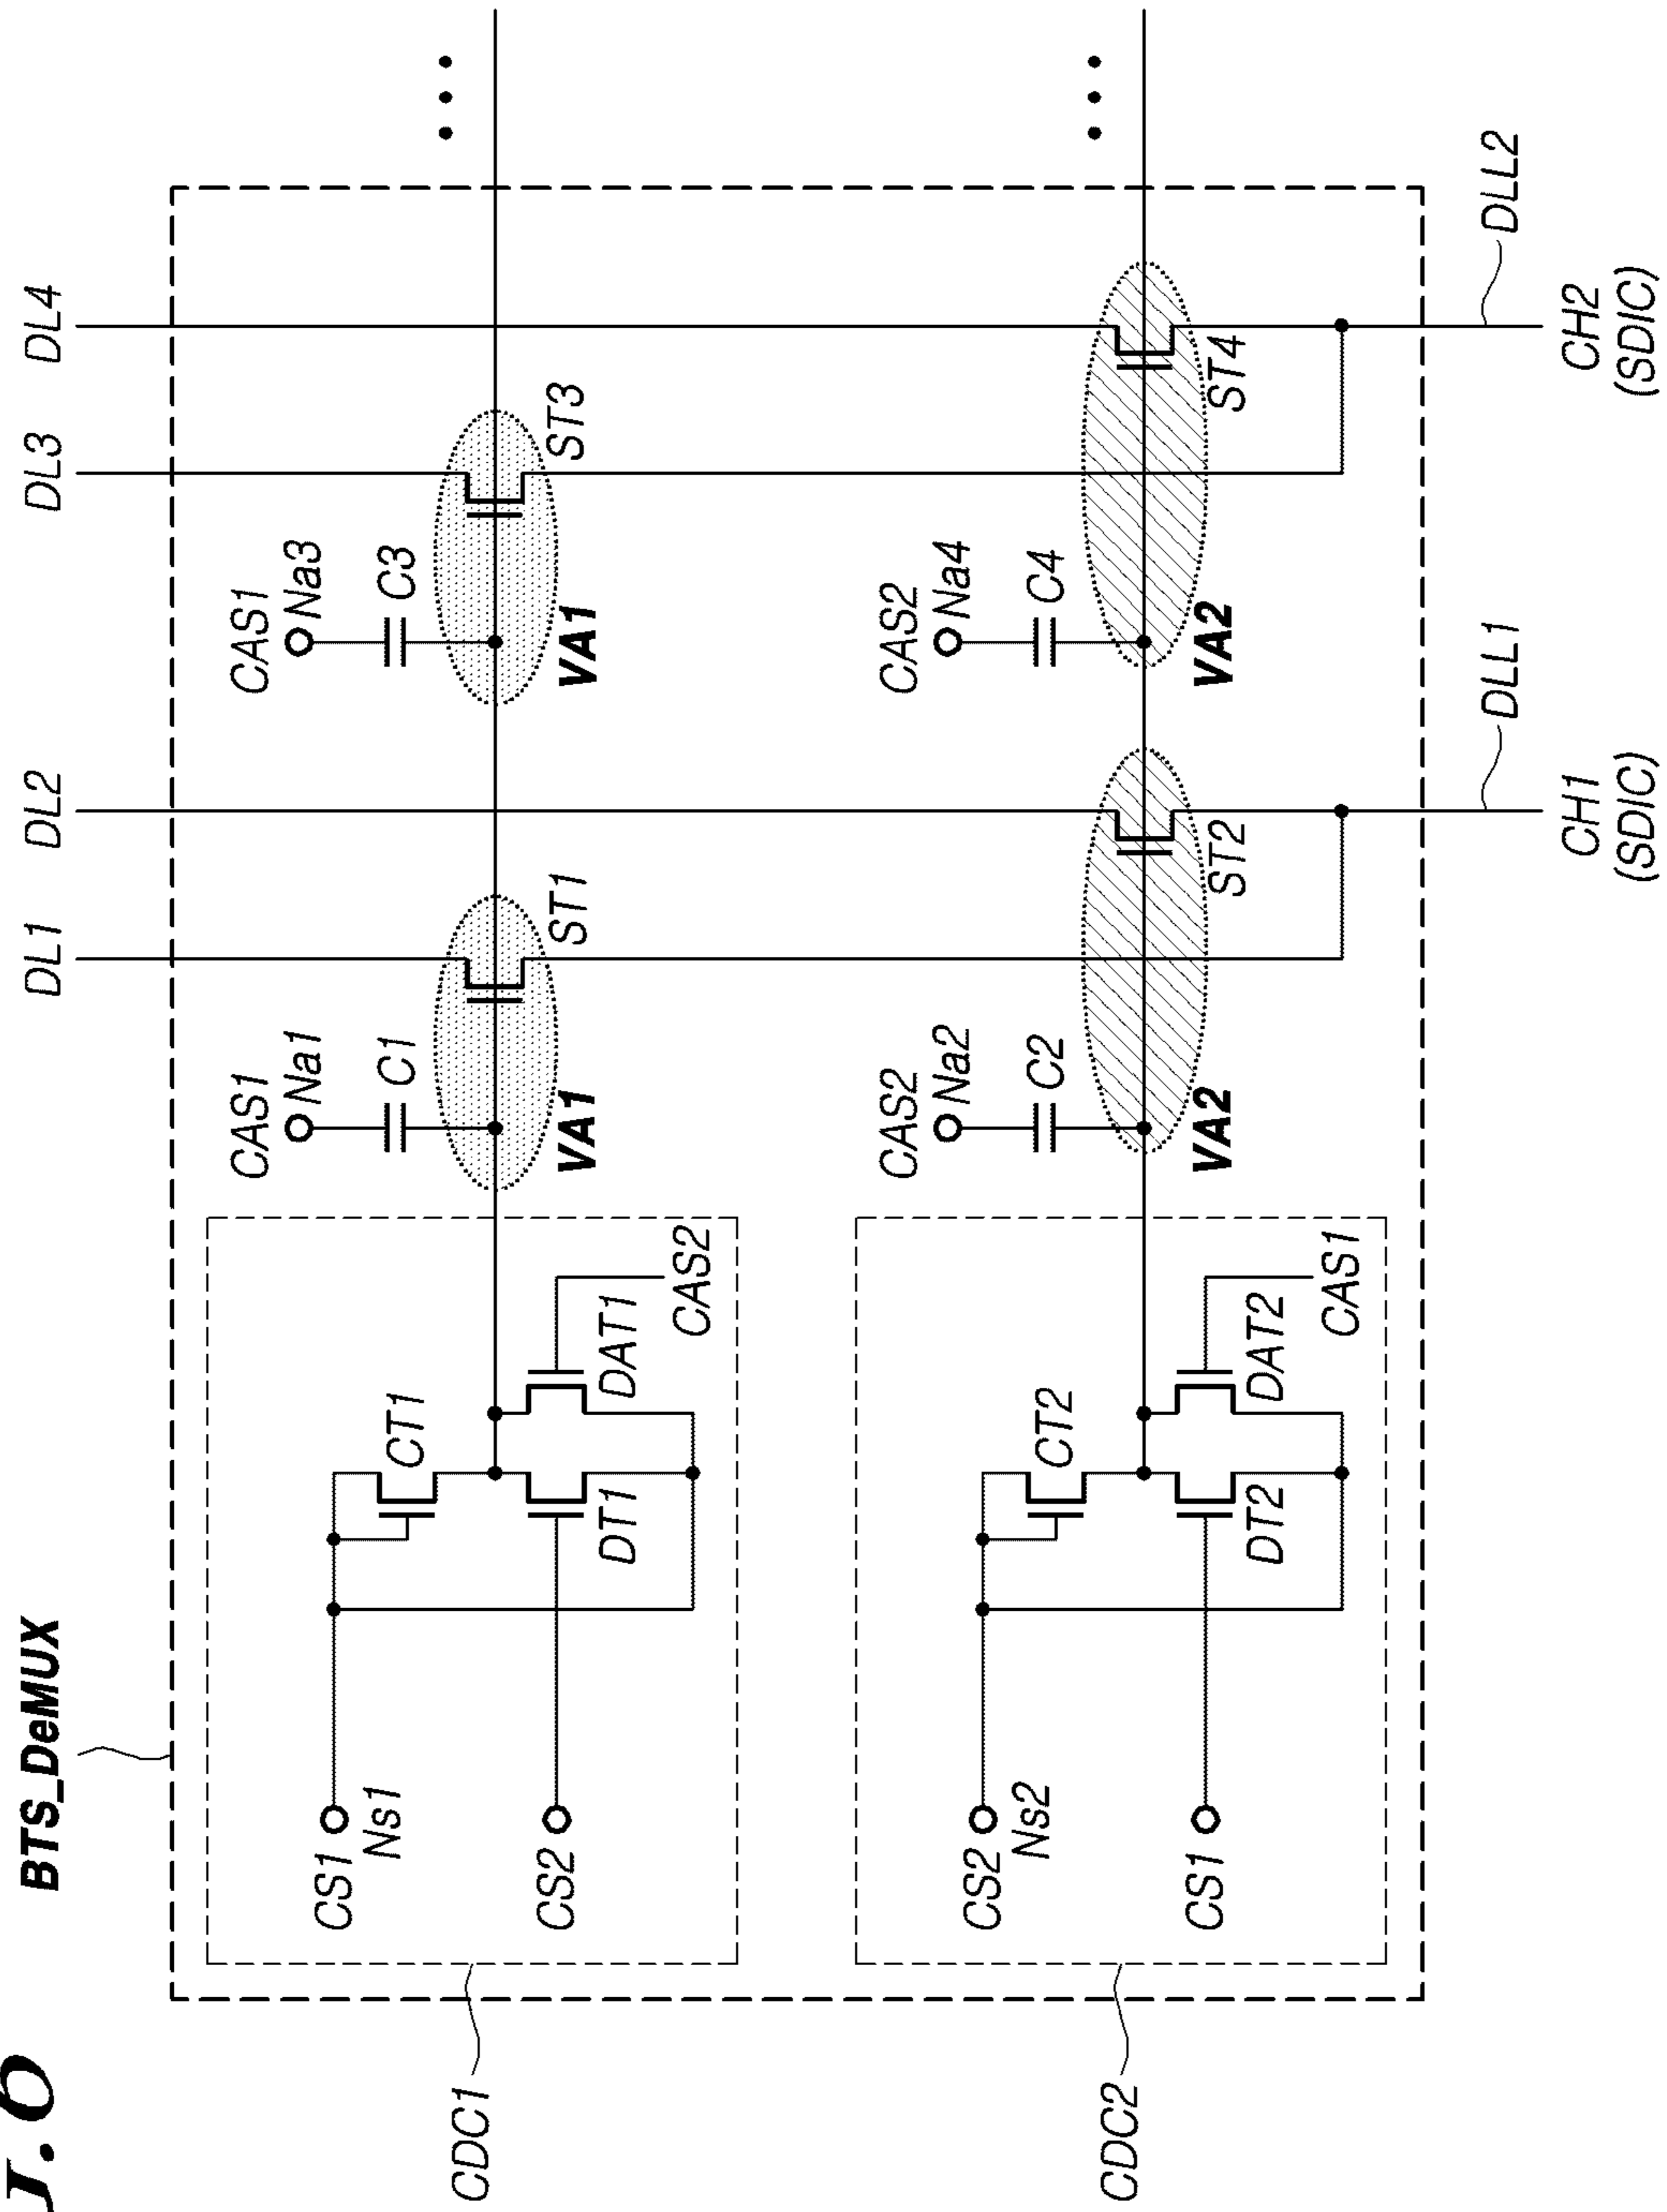 .6
BTS_DeMUX
DL1
DL2
DL3
DL4
CAS1
Na1
C1
CAS1
Na3
C3
CS1
Ns1
CT1
CDC1
CS2
DT1
DAT1
CAS2
ST1
VA1
ST3
VA1
CAS2
Na2
C2
CAS2
Na4
C4
CS2
Ns2
CT2
CDC2
CS1
DT2
DAT2
CAS1
VA2
ST2
VA2
ST4
DLL1
DLL2
CH1
(SDIC)
CH2
(SDIC)